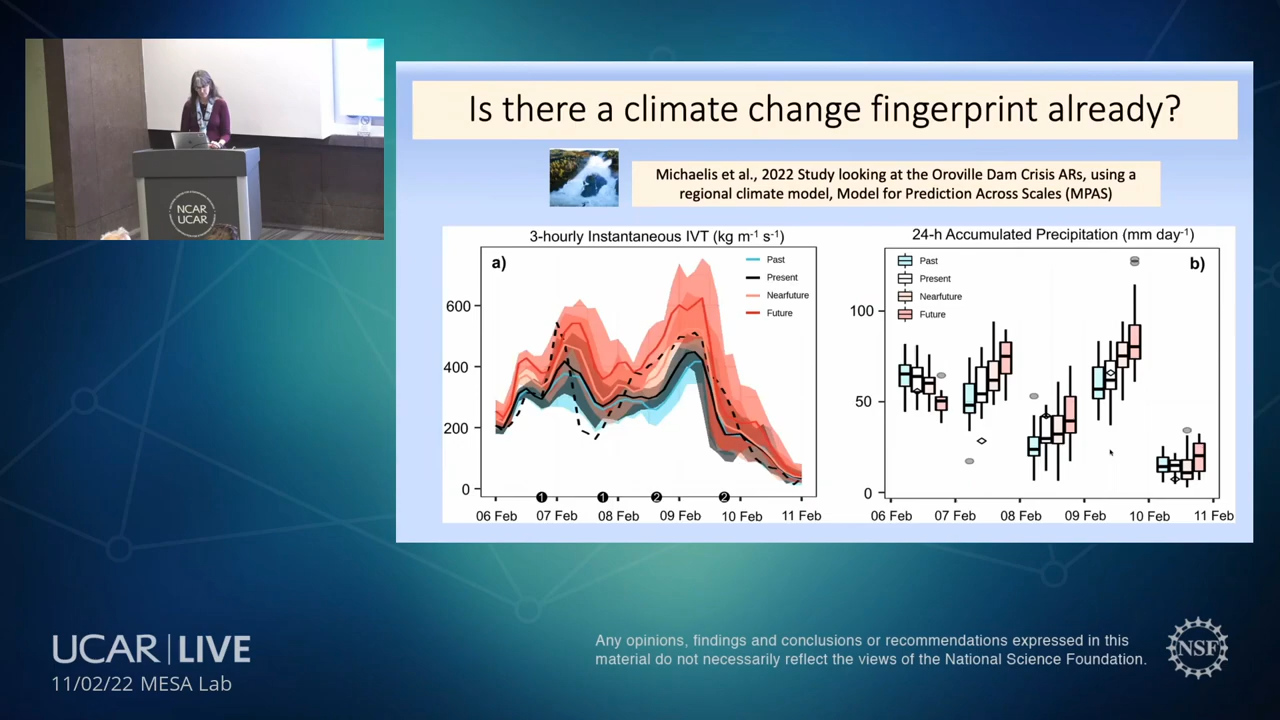 Is there a climate change fingerprint already?
Michaelis et al., 2022 Study looking at the Oroville Dam Crisis ARs, using a
regional climate model, Model for Prediction Across Scales (MPAS)
3-hourly Instantaneous IVT (kg m⁻¹ s⁻¹)
a)
Past
Present
Nearfuture
Future
600
400
200
0
1
1
2
2
06 Feb
07 Feb
08 Feb
09 Feb
10 Feb
11 Feb
24-h Accumulated Precipitation (mm day⁻¹)
b)
Past
Present
Nearfuture
Future
100
50
0
06 Feb
07 Feb
08 Feb
09 Feb
10 Feb
11 Feb
NCAR
UCAR
UCAR | LIVE
11/02/22 MESA Lab
Any opinions, findings and conclusions or recommendations expressed in this
material do not necessarily reflect the views of the National Science Foundation.
NSF